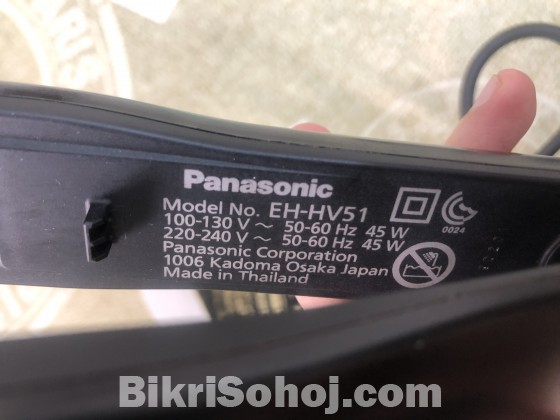 Panasonic
Model No. EH-HV51
100-130 V ~ 50-60 Hz 45 W
220-240 V ~ 50-60 Hz 45 W
Panasonic Corporation
1006 Kadoma Osaka Japan
Made in Thailand
0024
BikriSohoj.com